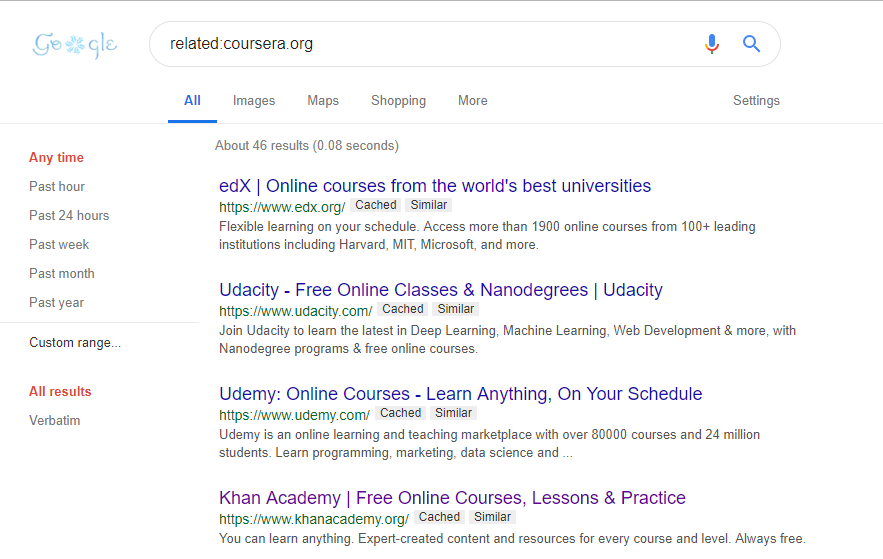 Google
related:coursera.org
All Images Maps Shopping More Settings
About 46 results (0.08 seconds)
Any time
Past hour
Past 24 hours
Past week
Past month
Past year
Custom range...
All results
Verbatim
edX | Online courses from the world's best universities
https://www.edx.org/ Cached Similar
Flexible learning on your schedule. Access more than 1900 online courses from 100+ leading
institutions including Harvard, MIT, Microsoft, and more.
Udacity - Free Online Classes & Nanodegrees | Udacity
https://www.udacity.com/ Cached Similar
Join Udacity to learn the latest in Deep Learning, Machine Learning, Web Development & more, with
Nanodegree programs & free online courses.
Udemy: Online Courses - Learn Anything, On Your Schedule
https://www.udemy.com/ Cached Similar
Udemy is an online learning and teaching marketplace with over 80000 courses and 24 million
students. Learn programming, marketing, data science and ...
Khan Academy | Free Online Courses, Lessons & Practice
https://www.khanacademy.org/ Cached Similar
You can learn anything. Expert-created content and resources for every course and level. Always free.